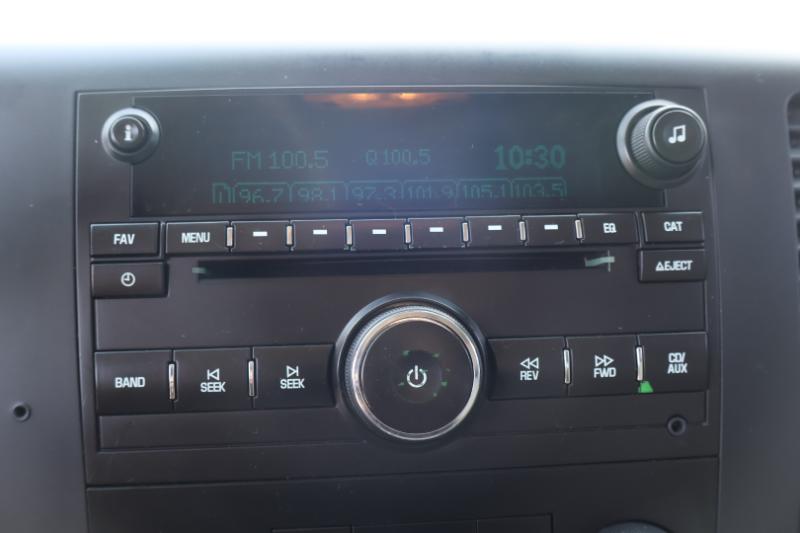 i
FM 100.5 Q100.5 10:30
1 96.7 98.1 97.3 101.9 105.1 103.5
FAV MENU EQ CAT
EJECT
BAND SEEK SEEK REV FWD CD/
AUX